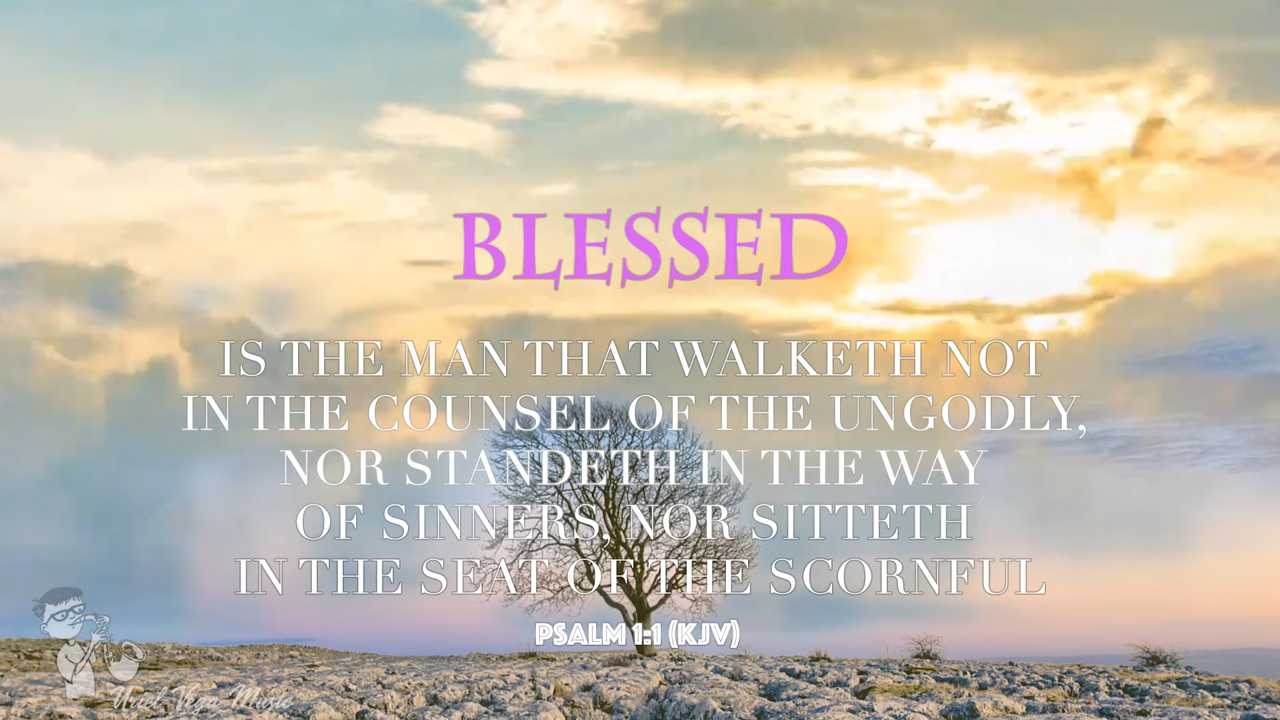 BLESSED
IS THE MAN THAT WALKETH NOT
IN THE COUNSEL OF THE UNGODLY,
NOR STANDETH IN THE WAY
OF SINNERS, NOR SITTETH
IN THE SEAT OF THE SCORNFUL
PSALM 1:1 (KJV)
Uriel Vega Music